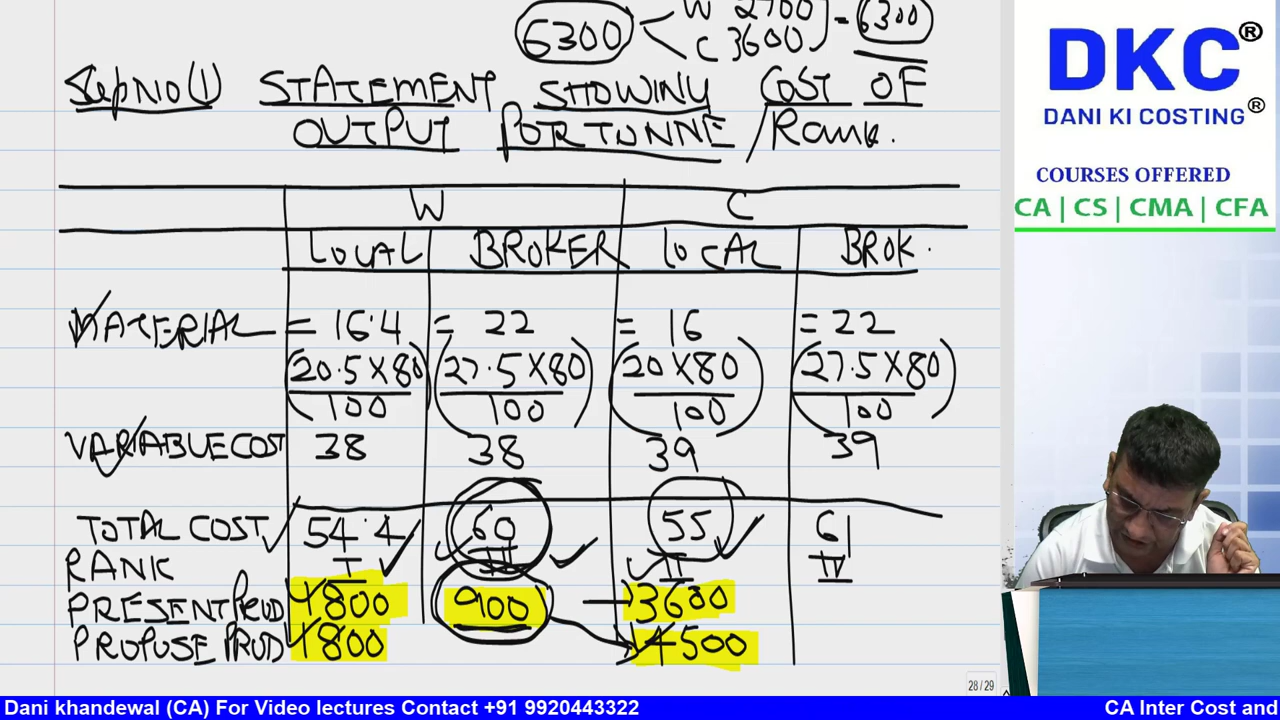 6300 W 2700 C 3600 = 6300
Step No (1) STATEMENT SHOWING COST OF
OUTPUT PER TONNE / Rank.
W C
LOCAL BROKER LOCAL BROK.
MATERIAL = 16.4 = 22 = 16 = 22
(20.5 X 80 (27.5 X 80) (20 X 80) (27.5 X 80)
100 100 100 100
VARIABLE COST 38 38 39 39
TOTAL COST 54.4 60 55 61
RANK I III II IV
PRESENT PROD 1800 900 3600
PROPOSE PROD 1800 4500
28 / 29
DKC®
DANI KI COSTING®
COURSES OFFERED
CA | CS | CMA | CFA
Dani khandewal (CA) For Video lectures Contact +91 9920443322 CA Inter Cost and